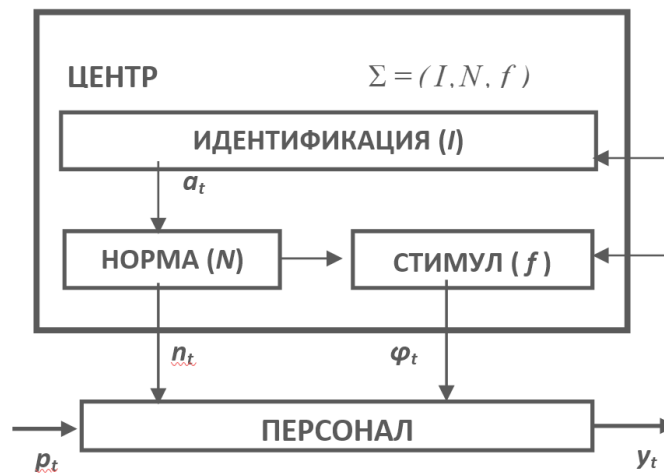 ЦЕНТР
Σ = (I, N, f)
ИДЕНТИФИКАЦИЯ (I)
a_t
НОРМА (N)
СТИМУЛ ( f )
n_t
φ_t
ПЕРСОНАЛ
p_t
y_t